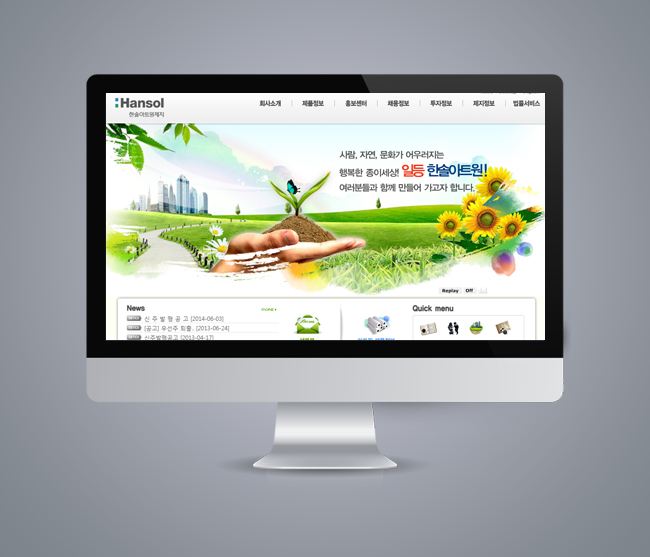 Hansol
한솔아트원제지
회사소개 제품정보 홍보센터 채용정보 투자정보 제지정보 법률서비스
사람, 자연, 문화가 어우러지는
행복한 종이세상! 일등 한솔아트원!
여러분들과 함께 만들어 가고자 합니다.
Replay Off
News
more
Quick menu
신 주 발 행 공 고 [2014-06-03]
[공고] 우선주 퇴출. [2013-06-24]
신주발행공고 [2013-04-17]